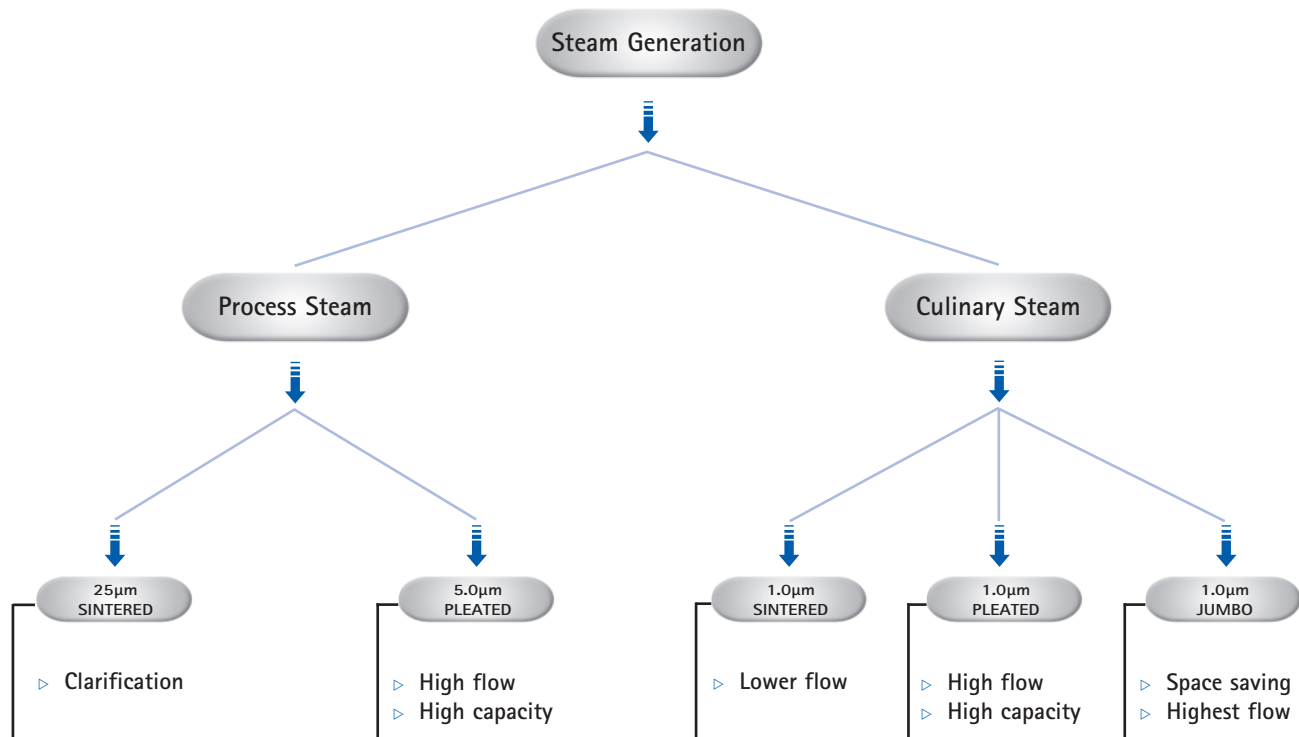 Steam Generation
Process Steam
Culinary Steam
25µm
SINTERED
5.0µm
PLEATED
1.0µm
SINTERED
1.0µm
PLEATED
1.0µm
JUMBO
Clarification
High flow
High capacity
Lower flow
High flow
High capacity
Space saving
Highest flow